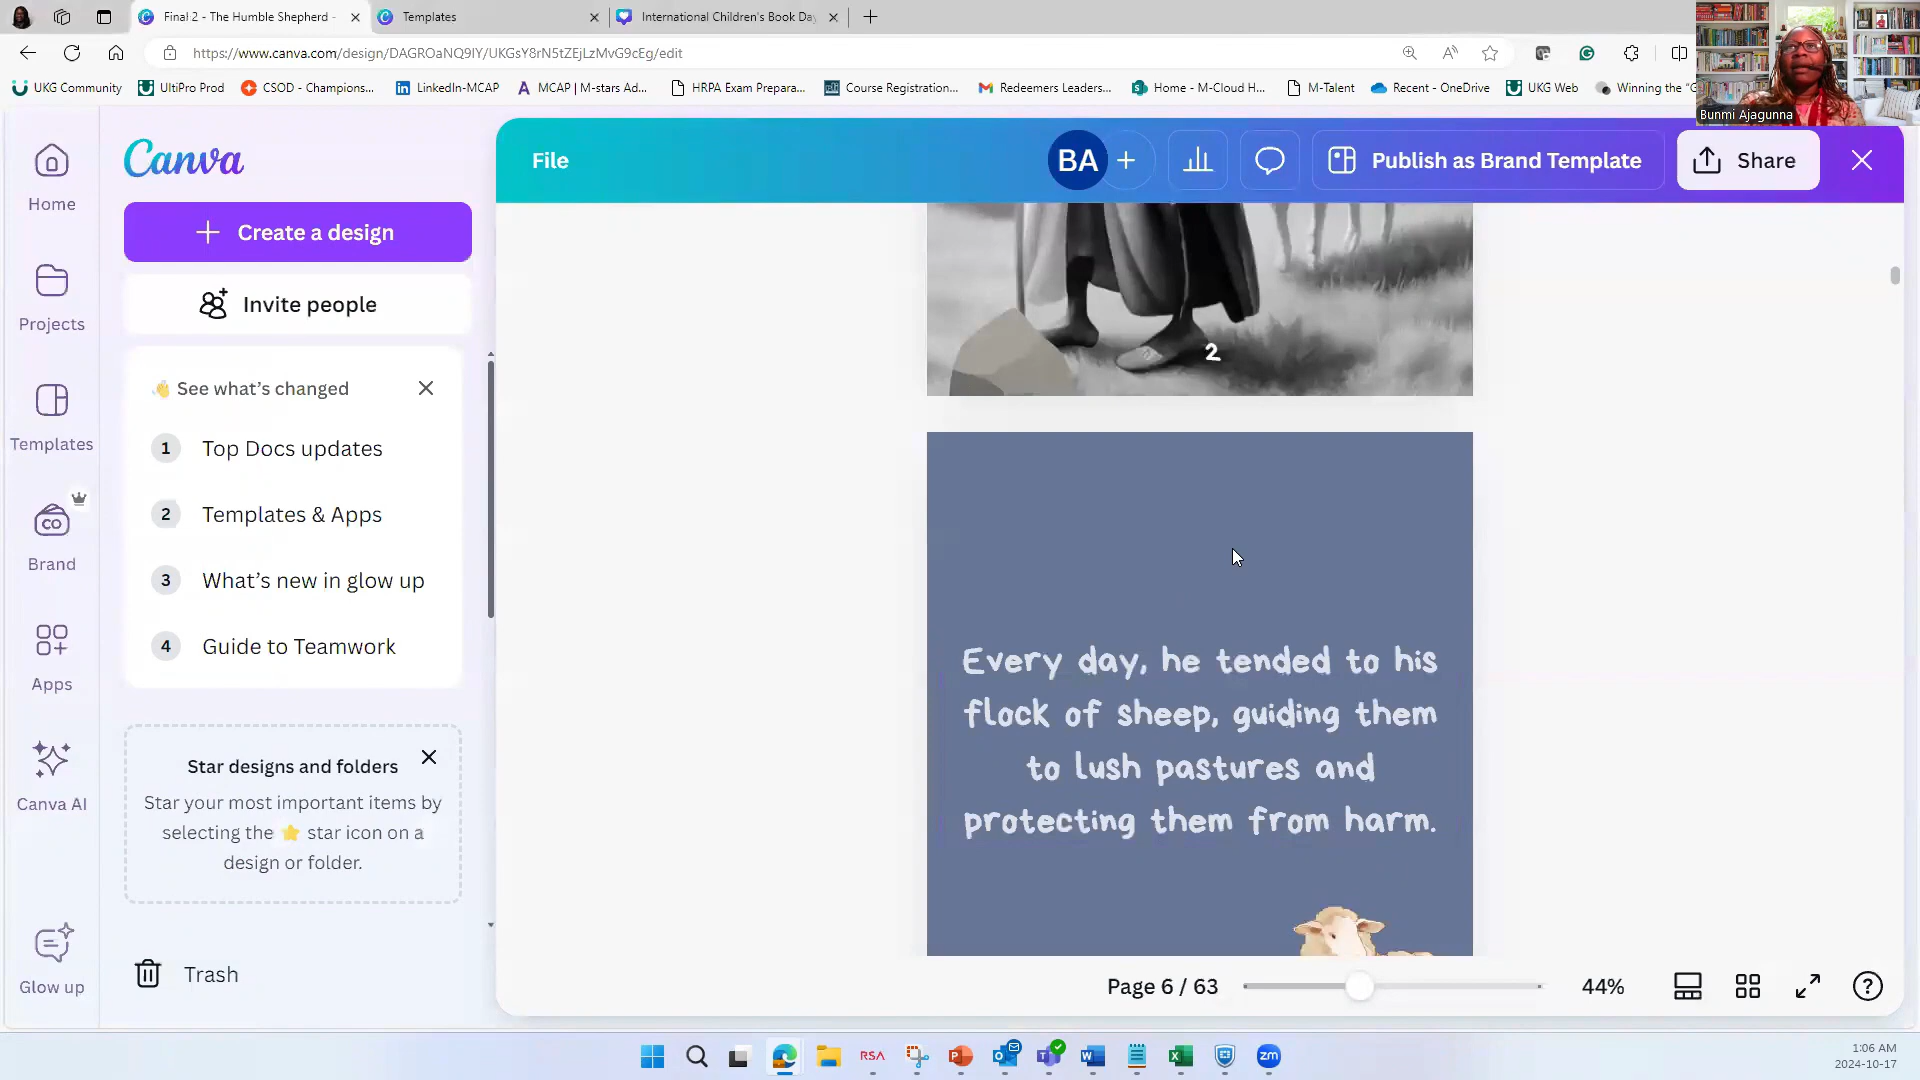 Final 2 - The Humble Shepherd -
Templates
International Children's Book Day
https://www.canva.com/design/DAGROaNQ9IY/UKGsY8rN5tZEjLzMvG9cEg/edit
UKG Community
UltiPro Prod
CSOD - Champions...
LinkedIn-MCAP
MCAP | M-stars Ad...
HRPA Exam Prepara...
Course Registration...
Redeemers Leaders...
Home - M-Cloud H...
M-Talent
Recent - OneDrive
UKG Web
Winning the "G
Bunmi Ajagunna
Home
Projects
Templates
Brand
Apps
Canva AI
Glow up
Canva
Create a design
Invite people
See what's changed
1 Top Docs updates
2 Templates & Apps
3 What's new in glow up
4 Guide to Teamwork
Star designs and folders
Star your most important items by
selecting the ⭐ star icon on a
design or folder.
Trash
File
BA
Publish as Brand Template
Share
2
Every day, he tended to his
flock of sheep, guiding them
to lush pastures and
protecting them from harm.
Page 6 / 63
44%
RSA
zm
1:06 AM
2024-10-17